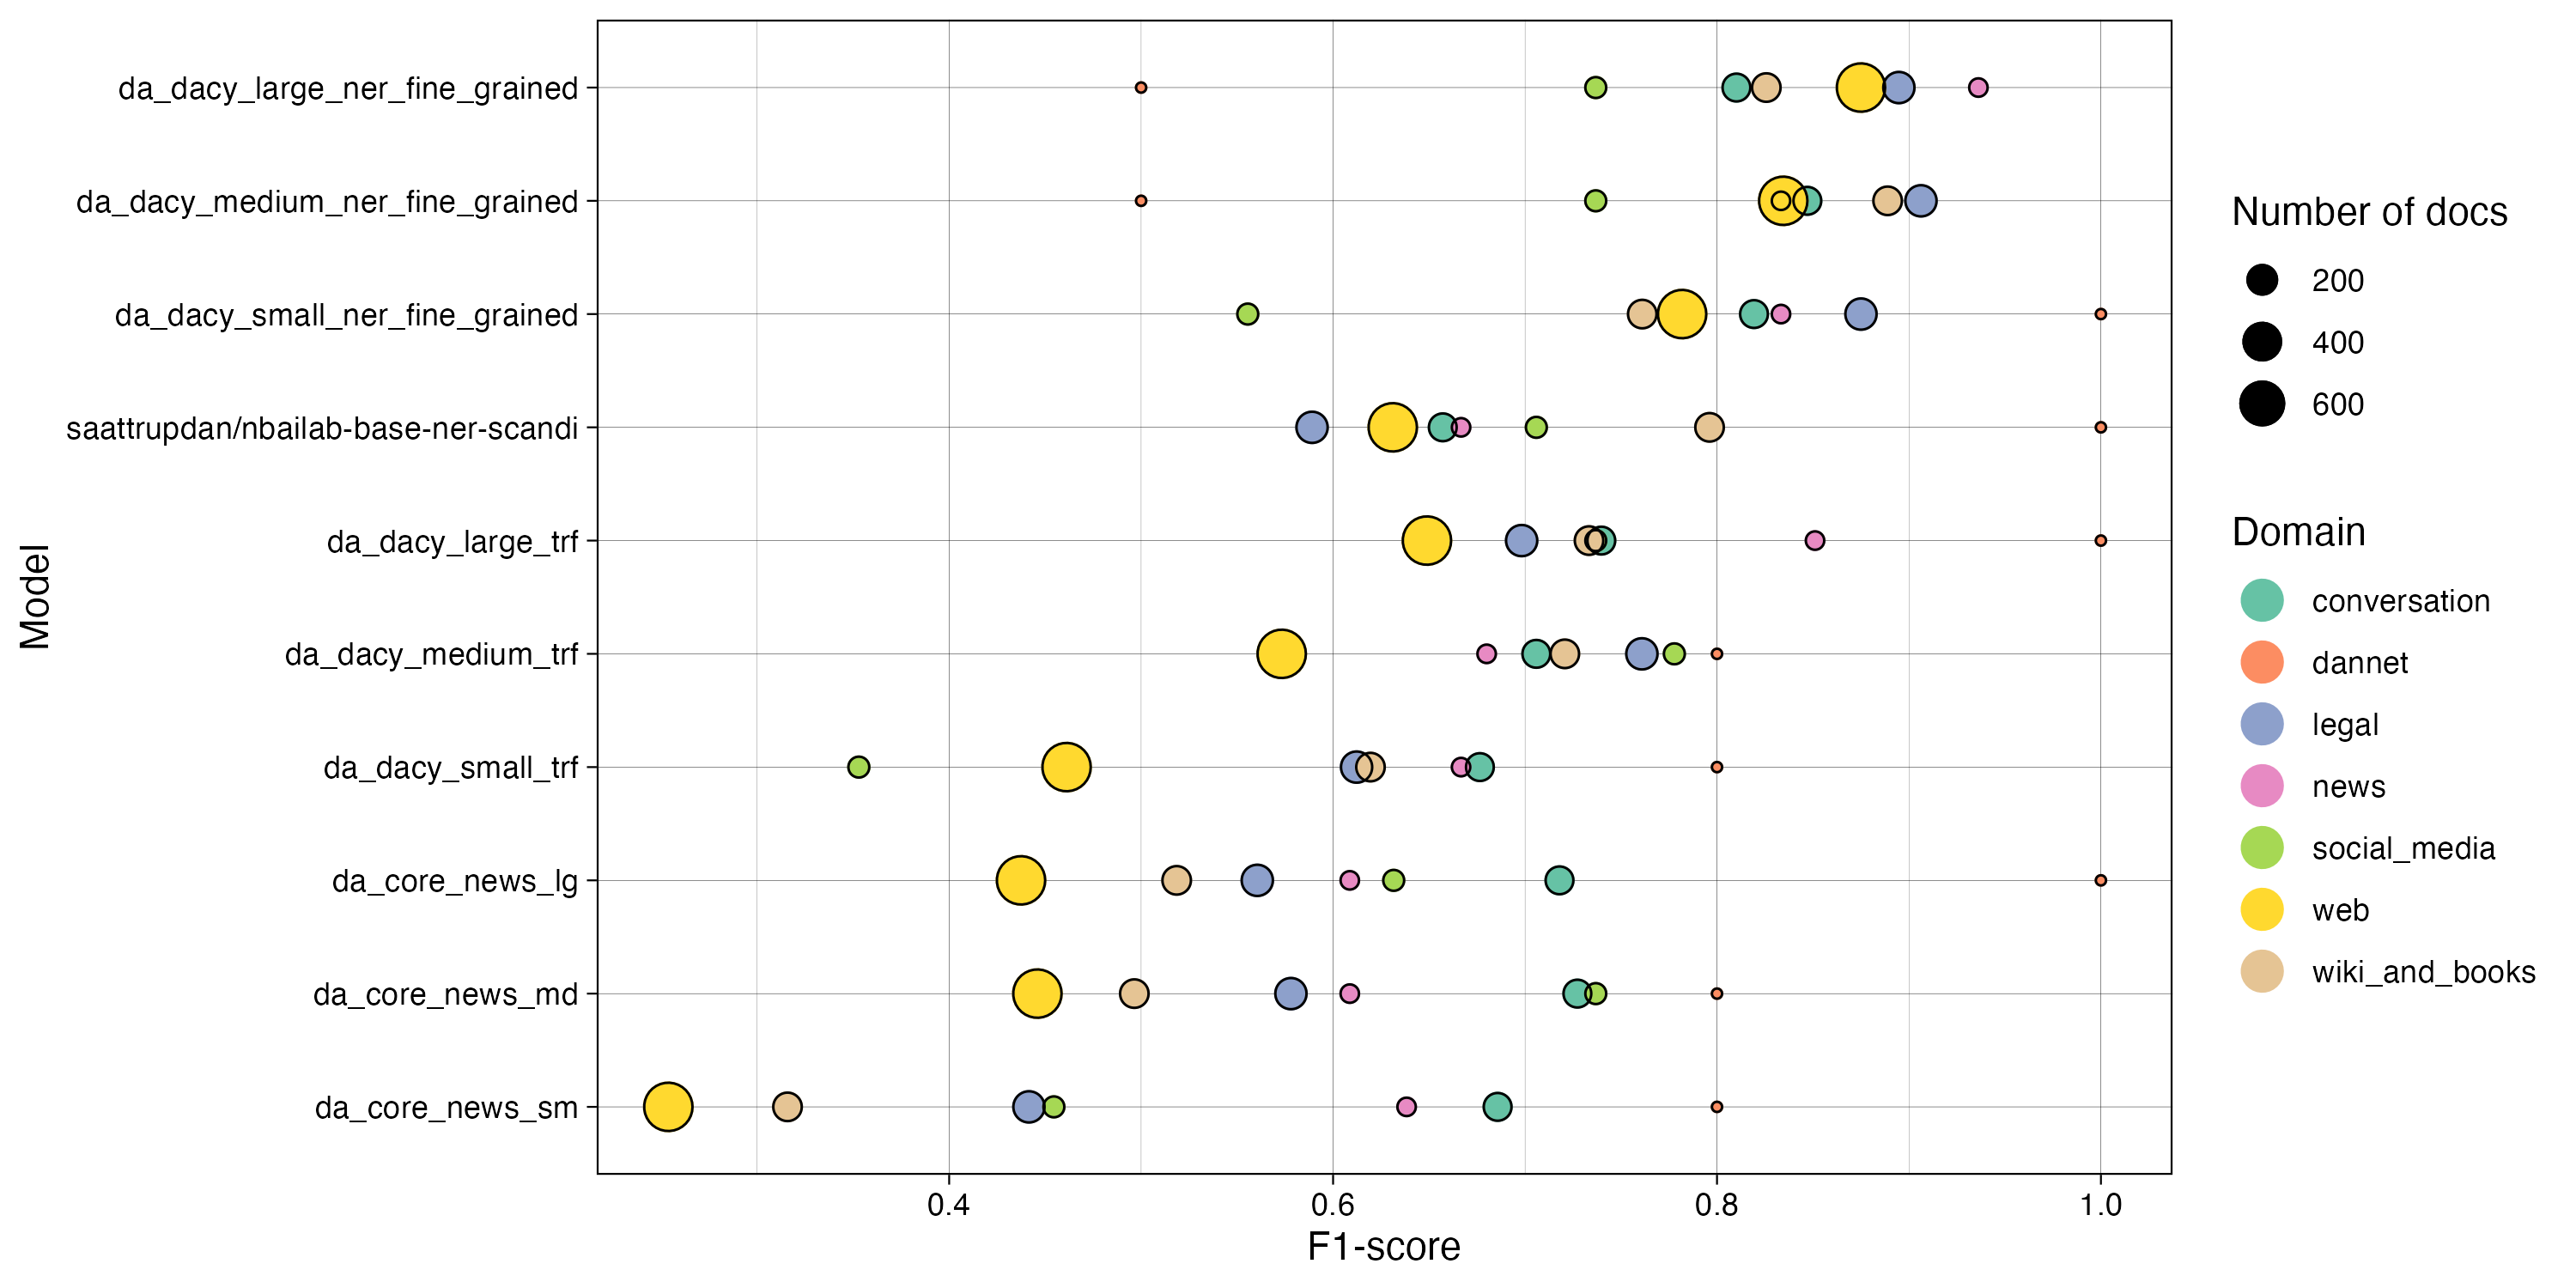 da_dacy_large_ner_fine_grained
da_dacy_medium_ner_fine_grained
da_dacy_small_ner_fine_grained
saattrupdan/nbailab-base-ner-scandi
da_dacy_large_trf
da_dacy_medium_trf
da_dacy_small_trf
da_core_news_lg
da_core_news_md
da_core_news_sm
Model
0.4
0.6
0.8
1.0
F1-score
Number of docs
200
400
600
Domain
conversation
dannet
legal
news
social_media
web
wiki_and_books